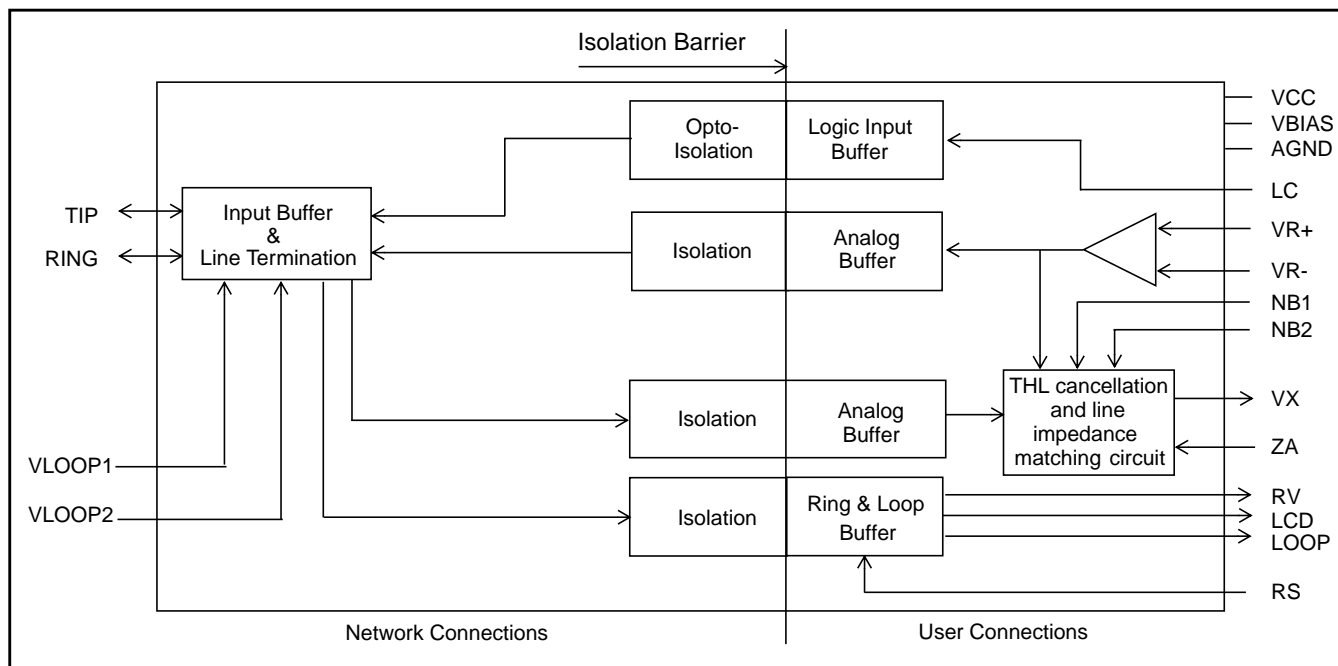 Isolation Barrier
VCC
VBIAS
AGND
LC
VR+
VR-
NB1
NB2
VX
ZA
RV
LCD
LOOP
RS
Opto-
Isolation
Logic Input
Buffer
TIP
RING
Input Buffer
&
Line Termination
Isolation
Analog
Buffer
THL cancellation
and line
impedance
matching circuit
Isolation
Analog
Buffer
VLOOP1
VLOOP2
Isolation
Ring & Loop
Buffer
Network Connections
User Connections